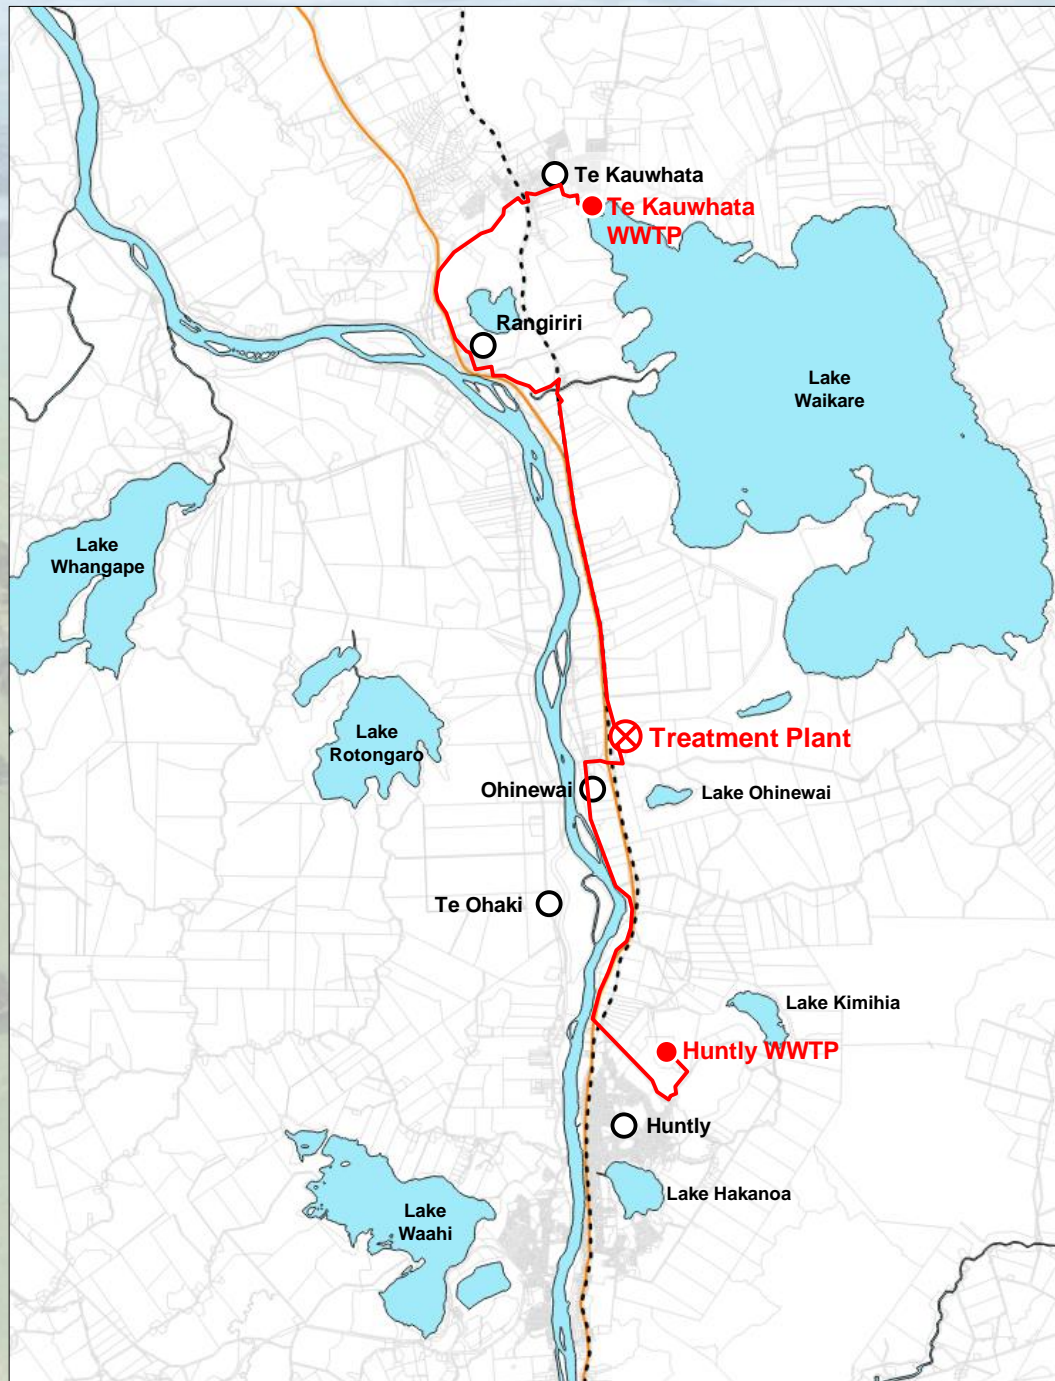 Te Kauwhata
Te Kauwhata
WWTP
Rangiriri
Lake
Waikare
Lake
Whangape
Lake
Rotongaro
Treatment Plant
Ohinewai
Lake Ohinewai
Te Ohaki
Lake Kimihia
Huntly WWTP
Huntly
Lake Hakanoa
Lake
Waahi